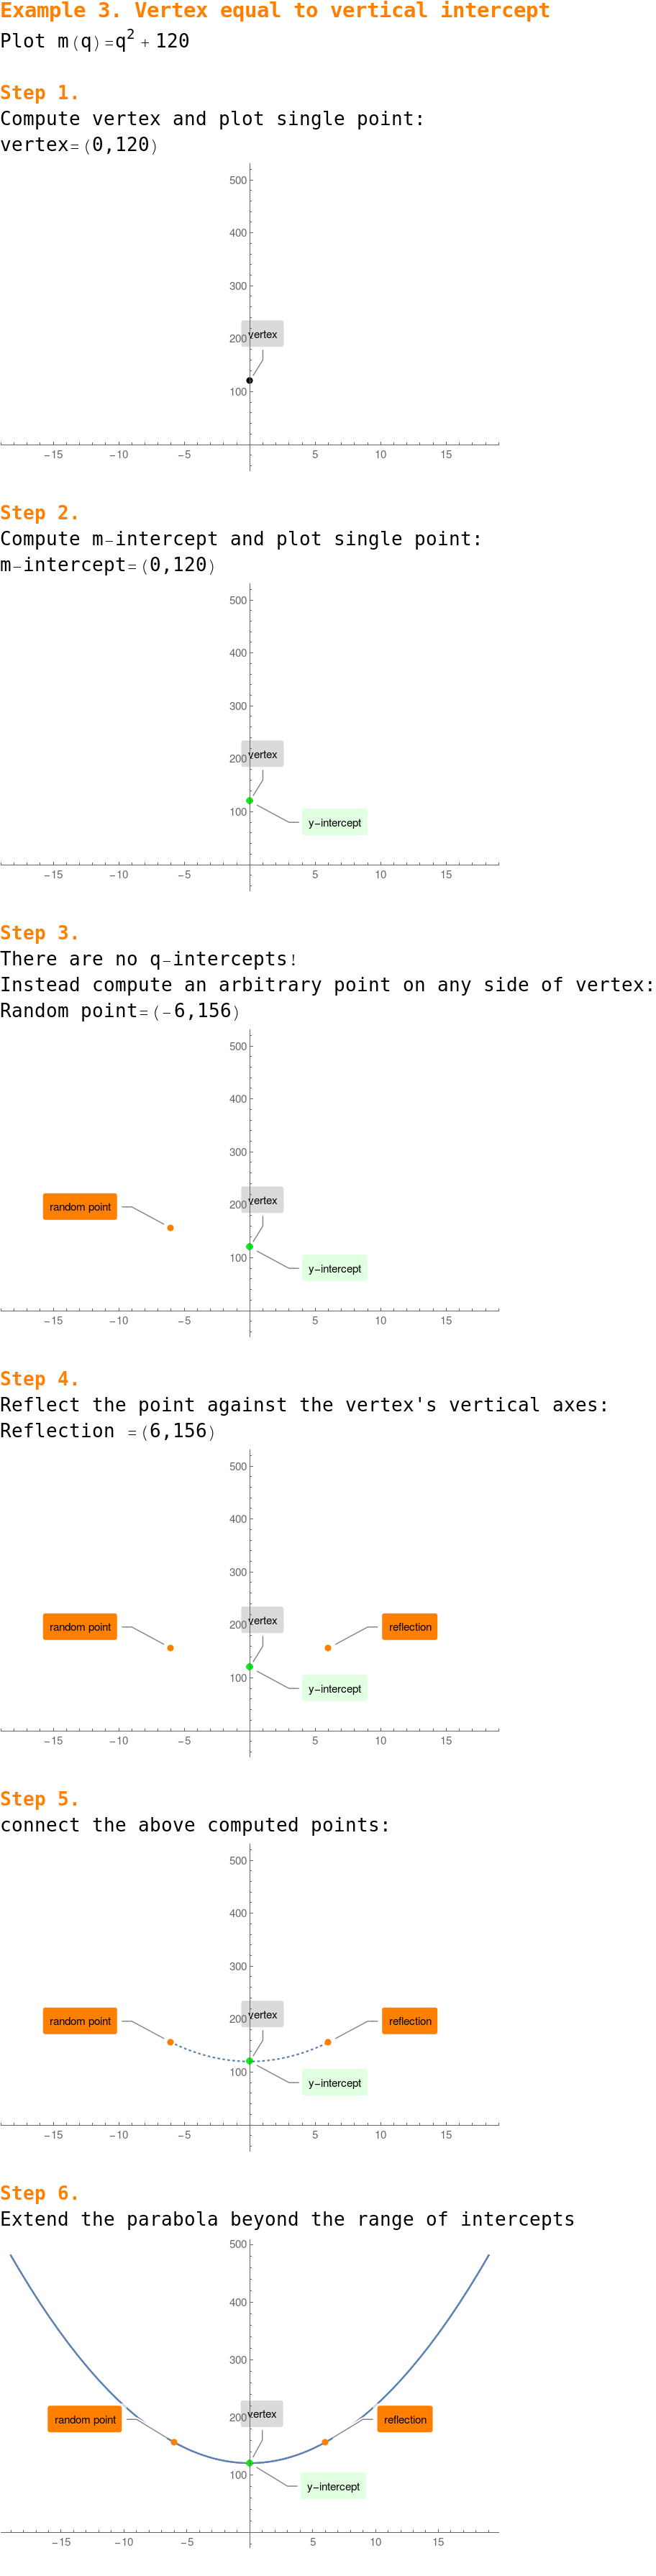 Example 3. Vertex equal to vertical intercept
Plot m(q)=q² + 120
Step 1.
Compute vertex and plot single point:
vertex=(0,120)
500
400
300
200
vertex
100
−15 −10 −5 5 10 15
Step 2.
Compute m−intercept and plot single point:
m−intercept=(0,120)
500
400
300
200
vertex
100
y−intercept
−15 −10 −5 5 10 15
Step 3.
There are no q−intercepts!
Instead compute an arbitrary point on any side of vertex:
Random point=(−6,156)
500
400
300
200
vertex
random point
100
y−intercept
−15 −10 −5 5 10 15
Step 4.
Reflect the point against the vertex's vertical axes:
Reflection =(6,156)
500
400
300
200
vertex
random point
reflection
100
y−intercept
−15 −10 −5 5 10 15
Step 5.
connect the above computed points:
500
400
300
200
vertex
random point
reflection
100
y−intercept
−15 −10 −5 5 10 15
Step 6.
Extend the parabola beyond the range of intercepts
500
400
300
200
vertex
random point
reflection
100
y−intercept
−15 −10 −5 5 10 15